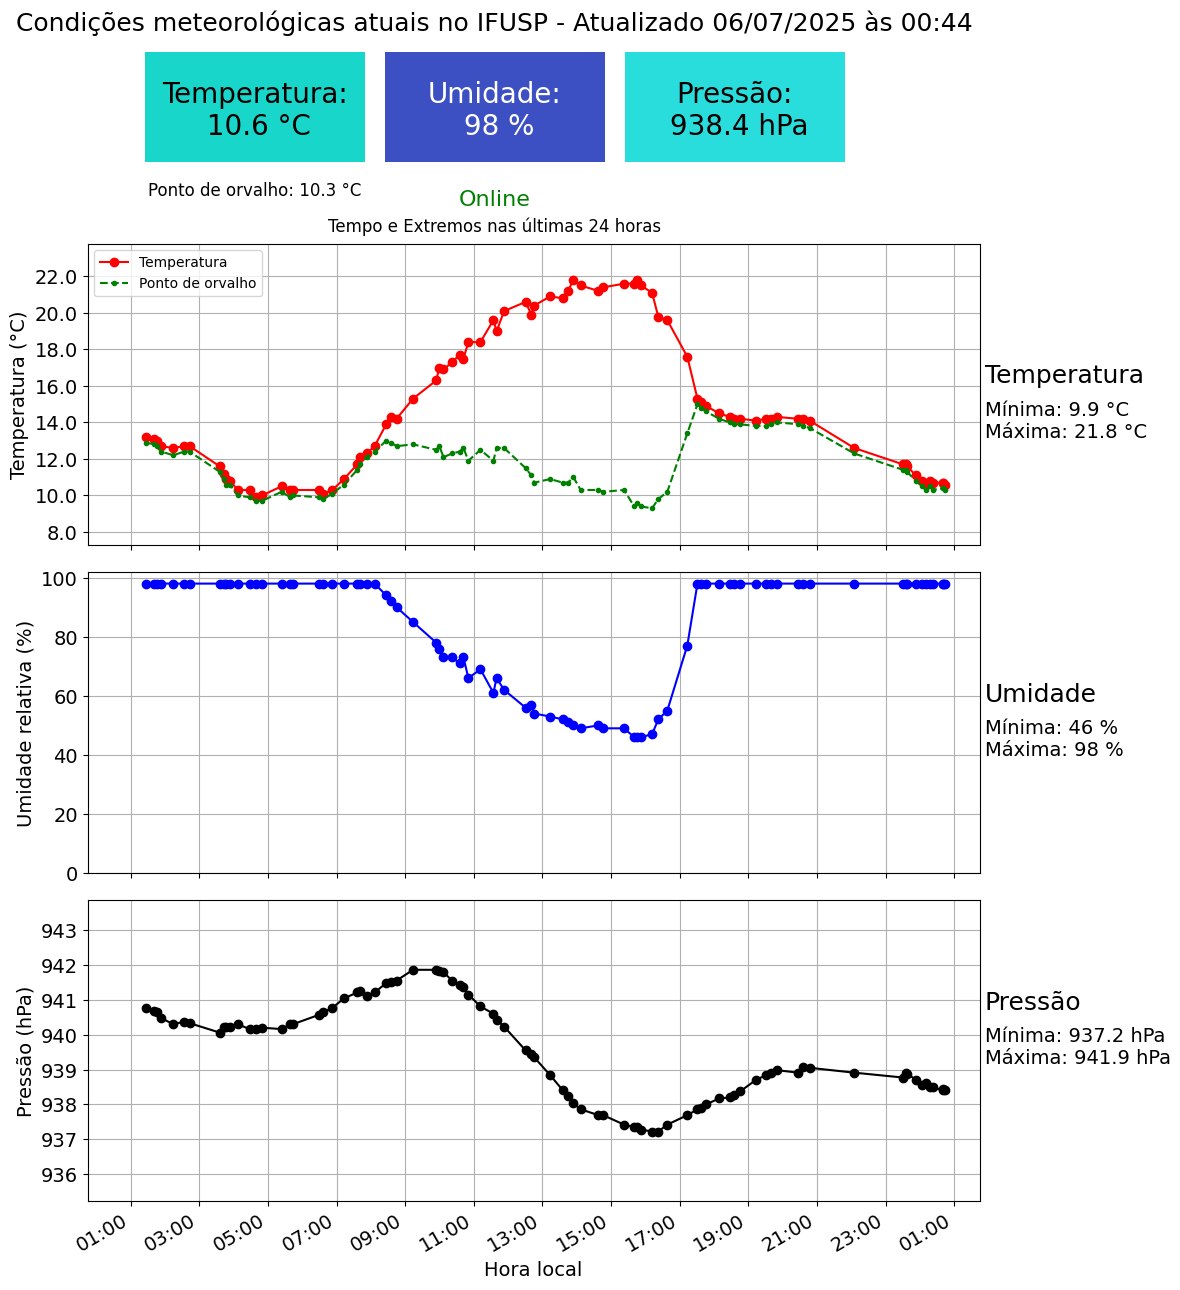 Condições meteorológicas atuais no IFUSP - Atualizado 06/07/2025 às 00:44
Temperatura:
10.6 °C
Umidade:
98 %
Pressão:
938.4 hPa
Ponto de orvalho: 10.3 °C
Online
Tempo e Extremos nas últimas 24 horas
Temperatura
Ponto de orvalho
Temperatura (°C)
22.0
20.0
18.0
16.0
14.0
12.0
10.0
8.0
Temperatura
Mínima: 9.9 °C
Máxima: 21.8 °C
Umidade relativa (%)
100
80
60
40
20
0
Umidade
Mínima: 46 %
Máxima: 98 %
Pressão (hPa)
943
942
941
940
939
938
937
936
Pressão
Mínima: 937.2 hPa
Máxima: 941.9 hPa
01:00
03:00
05:00
07:00
09:00
11:00
13:00
15:00
17:00
19:00
21:00
23:00
01:00
Hora local